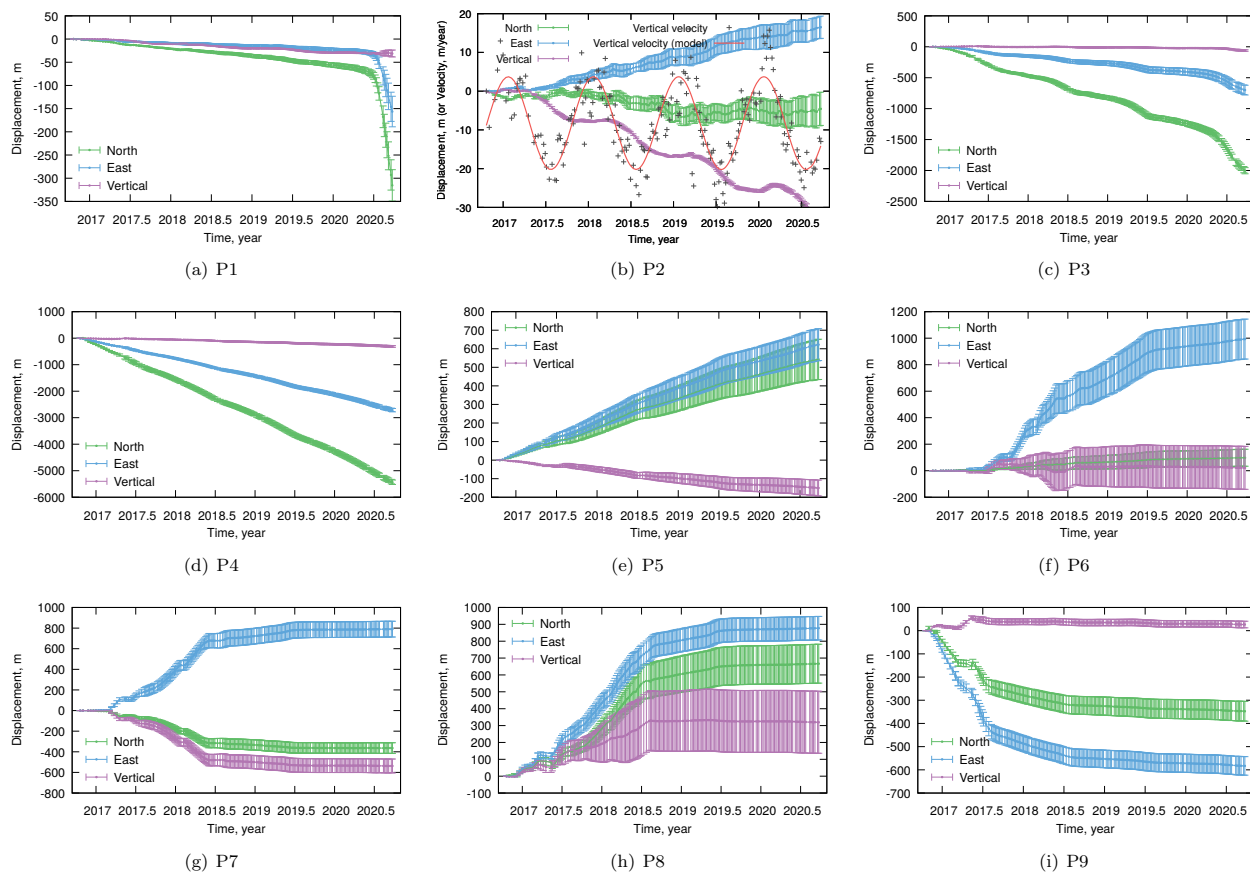 50
0
-50
-100
-150
-200
-250
-300
-350
Displacement, m
North
East
Vertical
2017 2017.5 2018 2018.5 2019 2019.5 2020 2020.5
Time, year
(a) P1
20
10
0
-10
-20
-30
Displacement, m (or Velocity, m/year)
North
East
Vertical
Vertical velocity
Vertical velocity (model)
2017 2017.5 2018 2018.5 2019 2019.5 2020 2020.5
Time, year
(b) P2
500
0
-500
-1000
-1500
-2000
-2500
Displacement, m
North
East
Vertical
2017 2017.5 2018 2018.5 2019 2019.5 2020 2020.5
Time, year
(c) P3
1000
0
-1000
-2000
-3000
-4000
-5000
-6000
Displacement, m
North
East
Vertical
2017 2017.5 2018 2018.5 2019 2019.5 2020 2020.5
Time, year
(d) P4
800
700
600
500
400
300
200
100
0
-100
-200
Displacement, m
North
East
Vertical
2017 2017.5 2018 2018.5 2019 2019.5 2020 2020.5
Time, year
(e) P5
1200
1000
800
600
400
200
0
-200
Displacement, m
North
East
Vertical
2017 2017.5 2018 2018.5 2019 2019.5 2020 2020.5
Time, year
(f) P6
1000
800
600
400
200
0
-200
-400
-600
-800
Displacement, m
North
East
Vertical
2017 2017.5 2018 2018.5 2019 2019.5 2020 2020.5
Time, year
(g) P7
1000
900
800
700
600
500
400
300
200
100
0
-100
Displacement, m
North
East
Vertical
2017 2017.5 2018 2018.5 2019 2019.5 2020 2020.5
Time, year
(h) P8
100
0
-100
-200
-300
-400
-500
-600
-700
Displacement, m
North
East
Vertical
2017 2017.5 2018 2018.5 2019 2019.5 2020 2020.5
Time, year
(i) P9